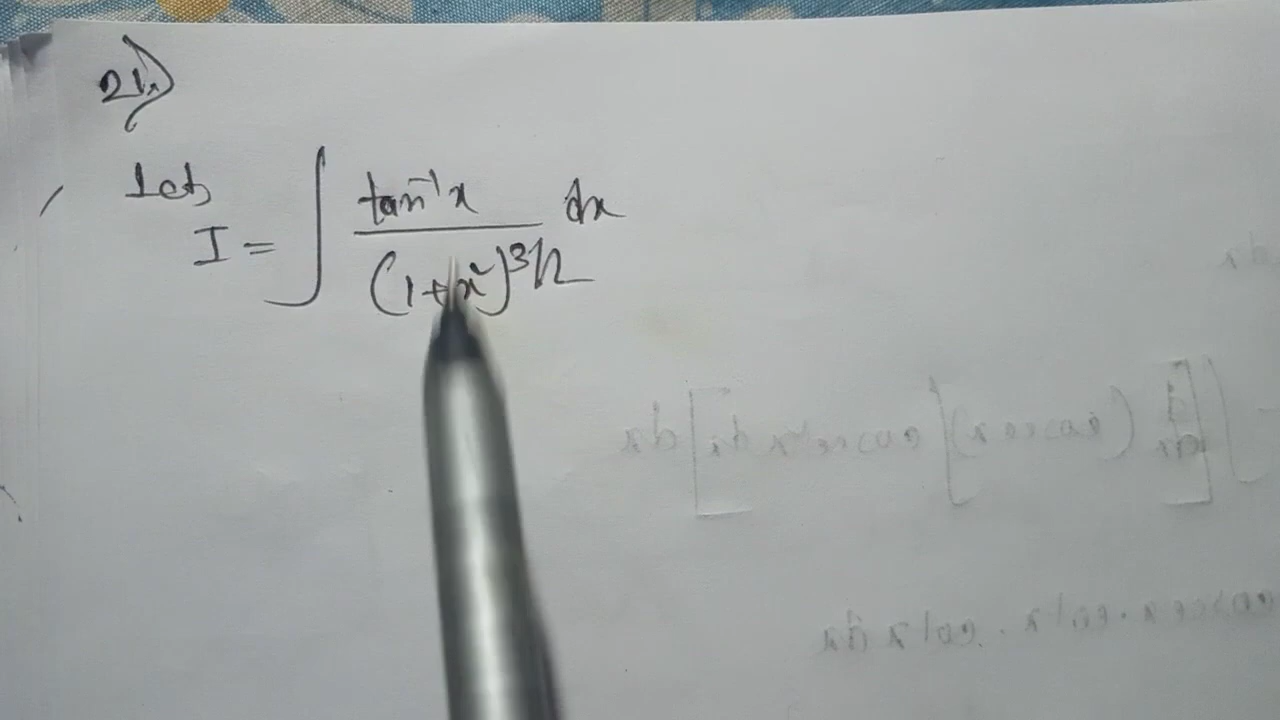 21.)
Let,
I = ∫ tan⁻¹x / (1+x²)^3/2 dx